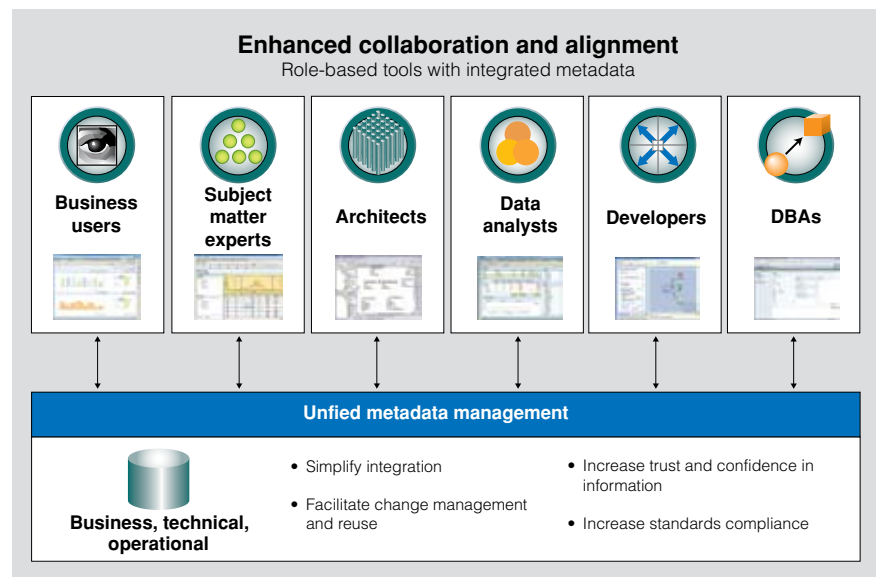 Enhanced collaboration and alignment
Role-based tools with integrated metadata
Business
users
Subject
matter
experts
Architects
Data
analysts
Developers
DBAs
Unfied metadata management
Business, technical,
operational
• Simplify integration
• Facilitate change management
and reuse
• Increase trust and confidence in
information
• Increase standards compliance